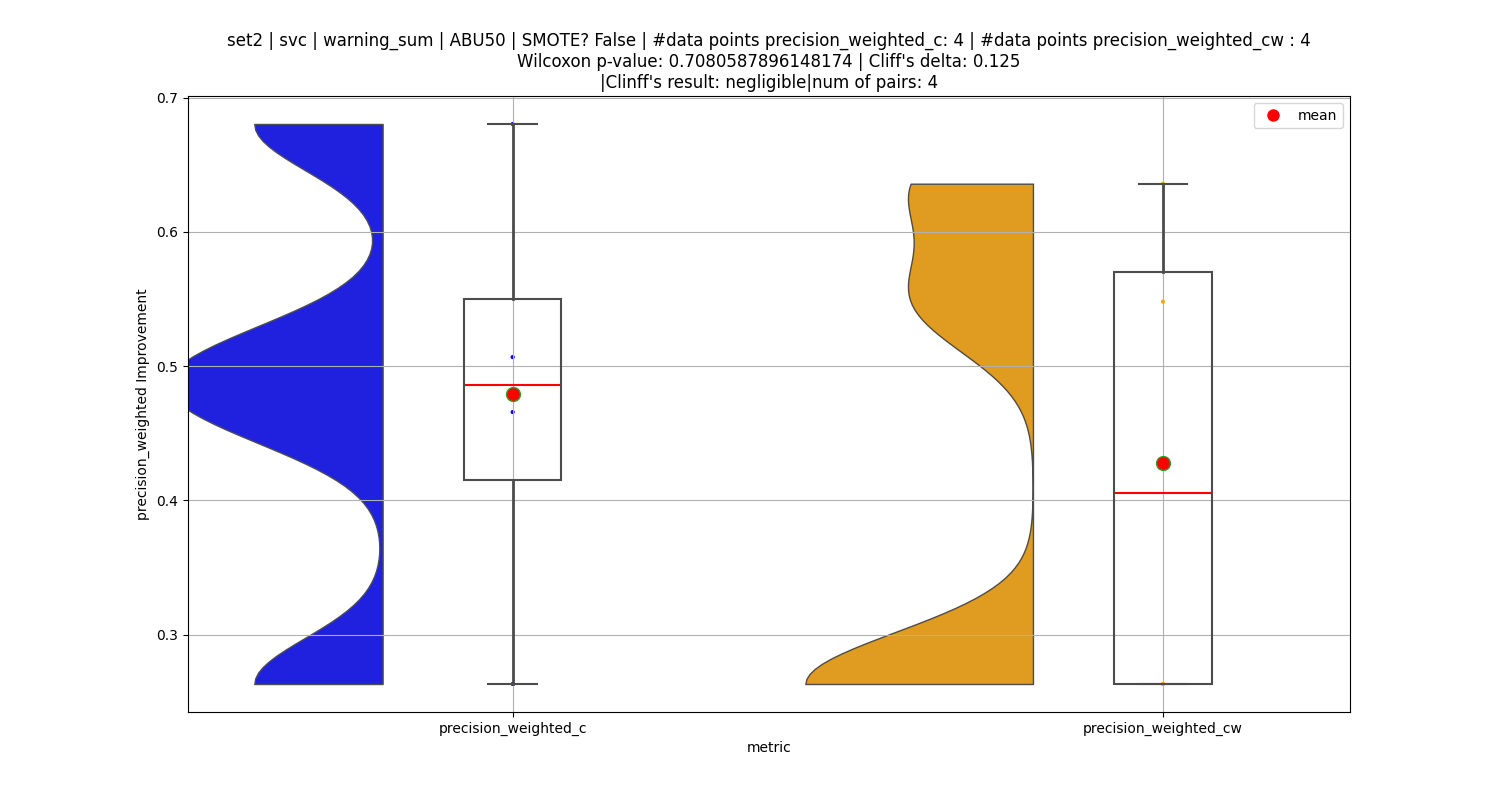 set2 | svc | warning_sum | ABU50 | SMOTE? False | #data points precision_weighted_c: 4 | #data points precision_weighted_cw : 4
Wilcoxon p-value: 0.7080587896148174 | Cliff's delta: 0.125
|Clinff's result: negligible|num of pairs: 4
mean
0.7
0.6
0.5
0.4
0.3
precision_weighted Improvement
precision_weighted_c
precision_weighted_cw
metric